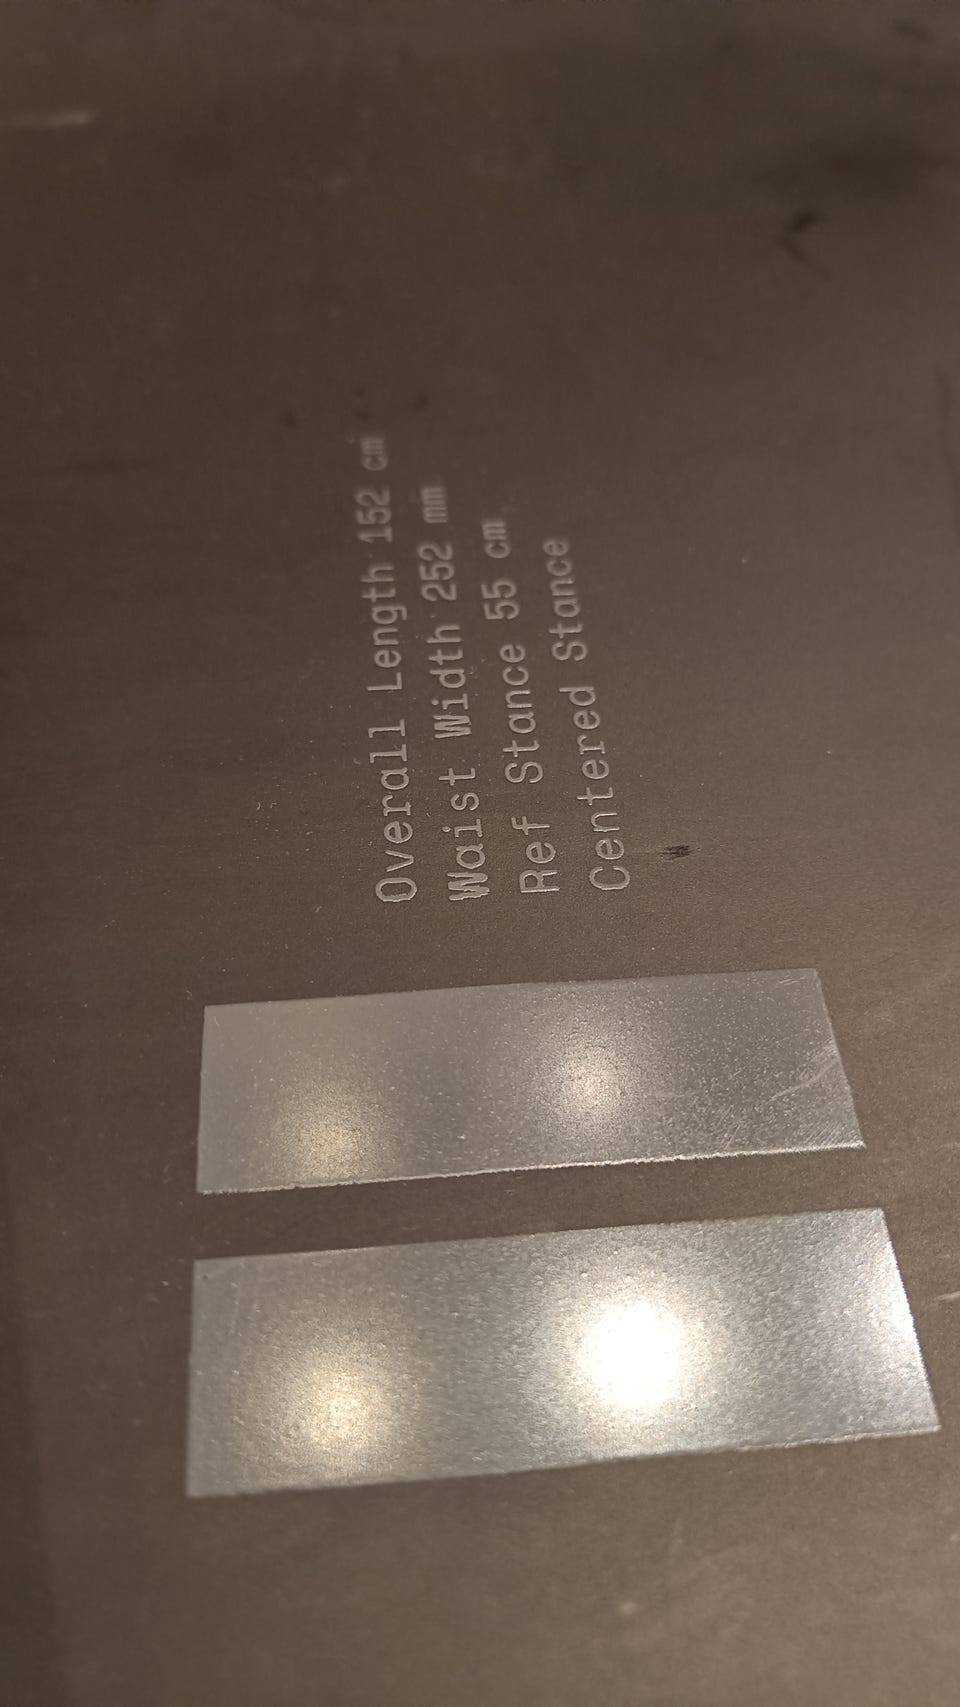 Overall Length 152 cm
Waist Width 252 mm
Ref Stance 55 cm
Centered Stance